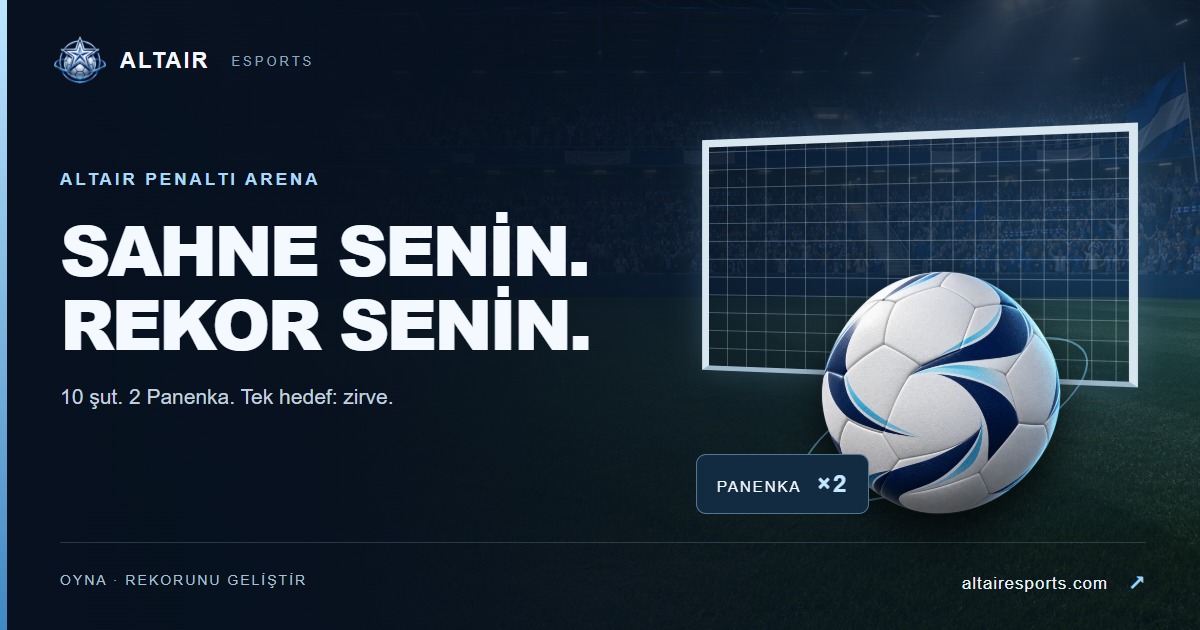 ALTAIR ESPORTS
ALTAIR PENALTI ARENA
SAHNE SENİN.
REKOR SENİN.
10 şut. 2 Panenka. Tek hedef: zirve.
PANENKA ×2
OYNA · REKORUNU GELİŞTİR
altairesports.com ↗